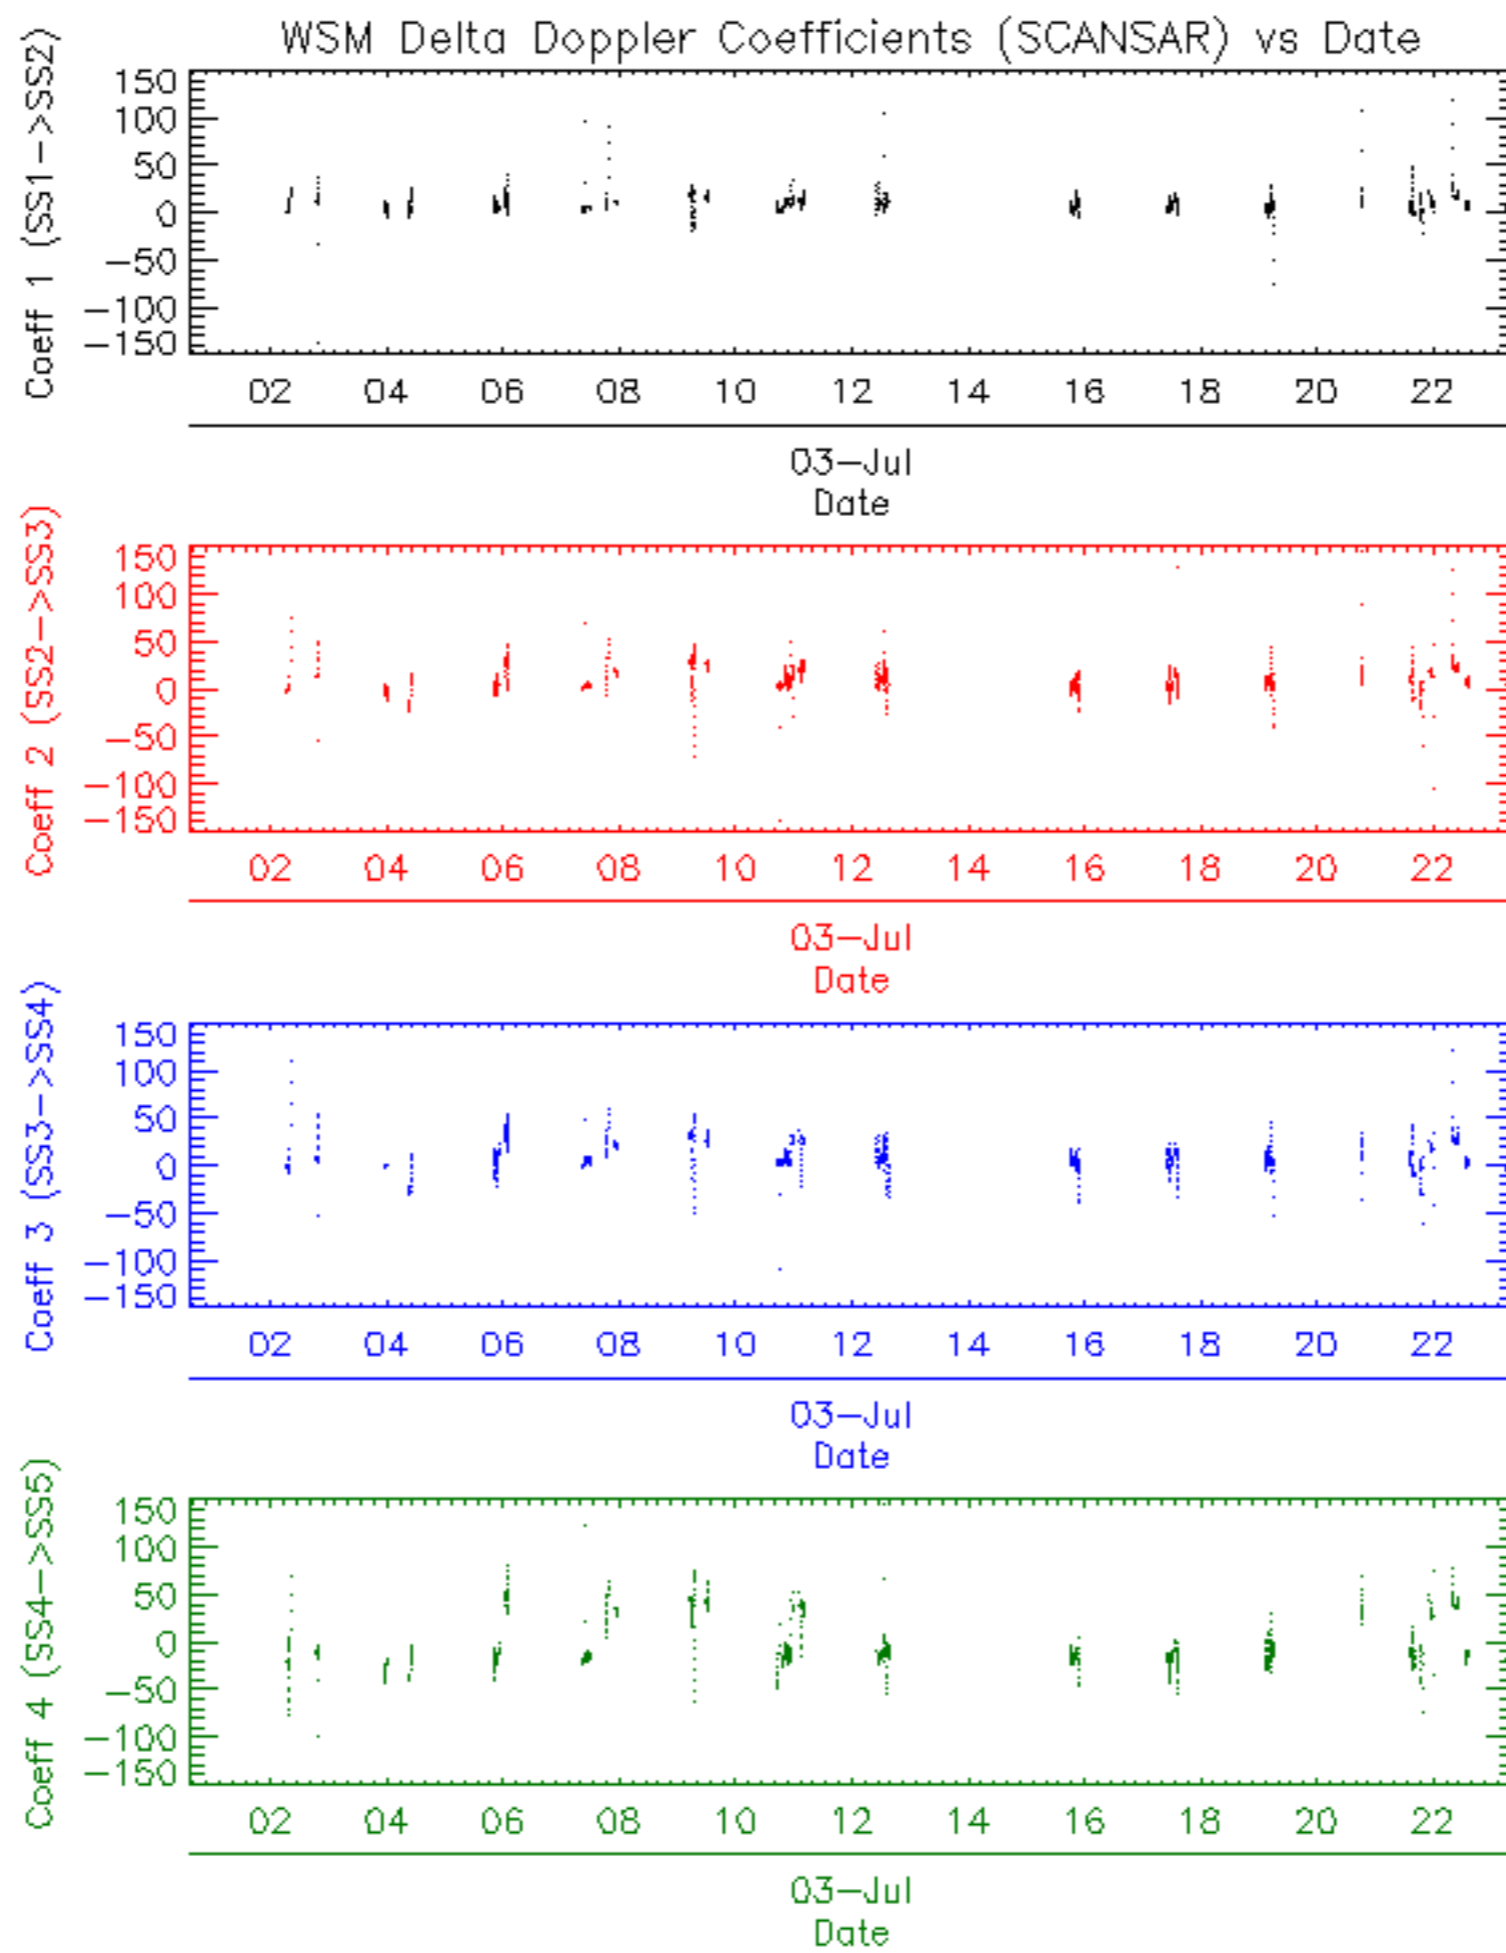 WSM Delta Doppler Coefficients (SCANSAR) vs Date
Coeff 1 (SS1->SS2)
150
100
50
0
-50
-100
-150
02 04 06 08 10 12 14 16 18 20 22
03-Jul
Date
Coeff 2 (SS2->SS3)
150
100
50
0
-50
-100
-150
02 04 06 08 10 12 14 16 18 20 22
03-Jul
Date
Coeff 3 (SS3->SS4)
150
100
50
0
-50
-100
-150
02 04 06 08 10 12 14 16 18 20 22
03-Jul
Date
Coeff 4 (SS4->SS5)
150
100
50
0
-50
-100
-150
02 04 06 08 10 12 14 16 18 20 22
03-Jul
Date